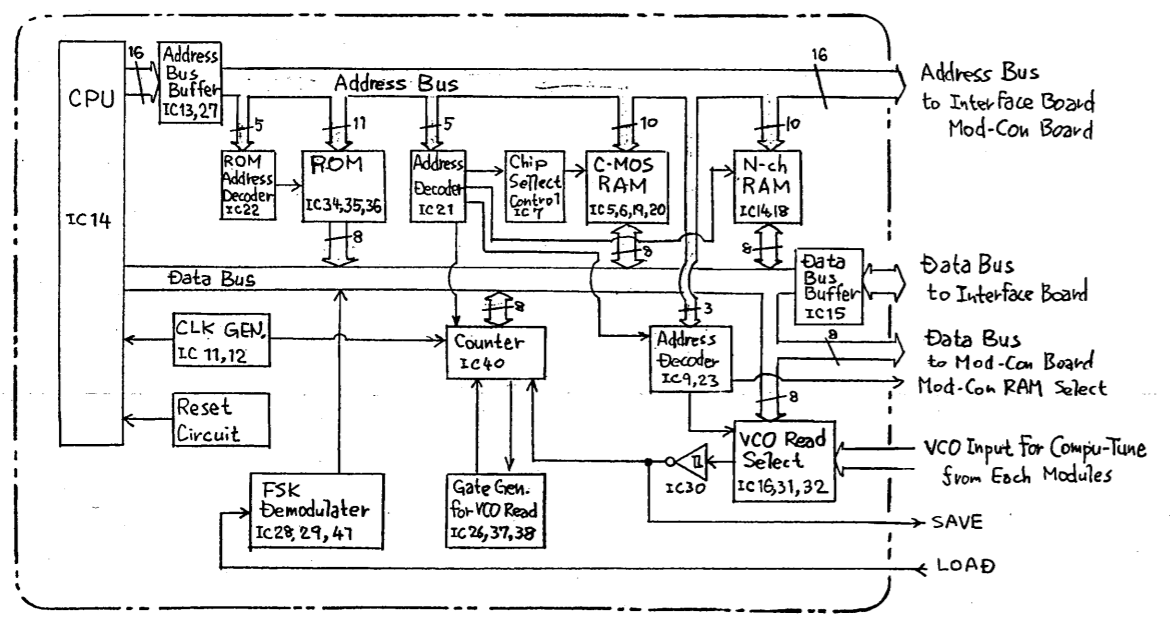 CPU
IC14
16
Address
Bus
Buffer
IC13,27
Address Bus
16
Address Bus
to Interface Board
Mod-Con Board
5
11
5
10
10
ROM
Address
Decoder
IC22
ROM
IC34,35,36
Address
Decoder
IC21
Chip
Sellect
Control
IC7
C-MOS
RAM
IC5,6,19,20
N-ch
RAM
IC14,18
8
8
8
Data Bus
Data
Bus
Buffer
IC15
Data Bus
to Interface Board
CLK GEN.
IC 11,12
8
Counter
IC40
3
Address
Decoder
IC9,23
8
Data Bus
to Mod-Con Board
Mod-Con RAM Select
Reset
Circuit
8
VCO Read
Select
IC16,31,32
VCO Input for Compu-Tune
from Each Modules
IC30
FSK
Demodulater
IC28,29,47
Gate Gen.
for VCO Read
IC26,37,38
SAVE
LOAD